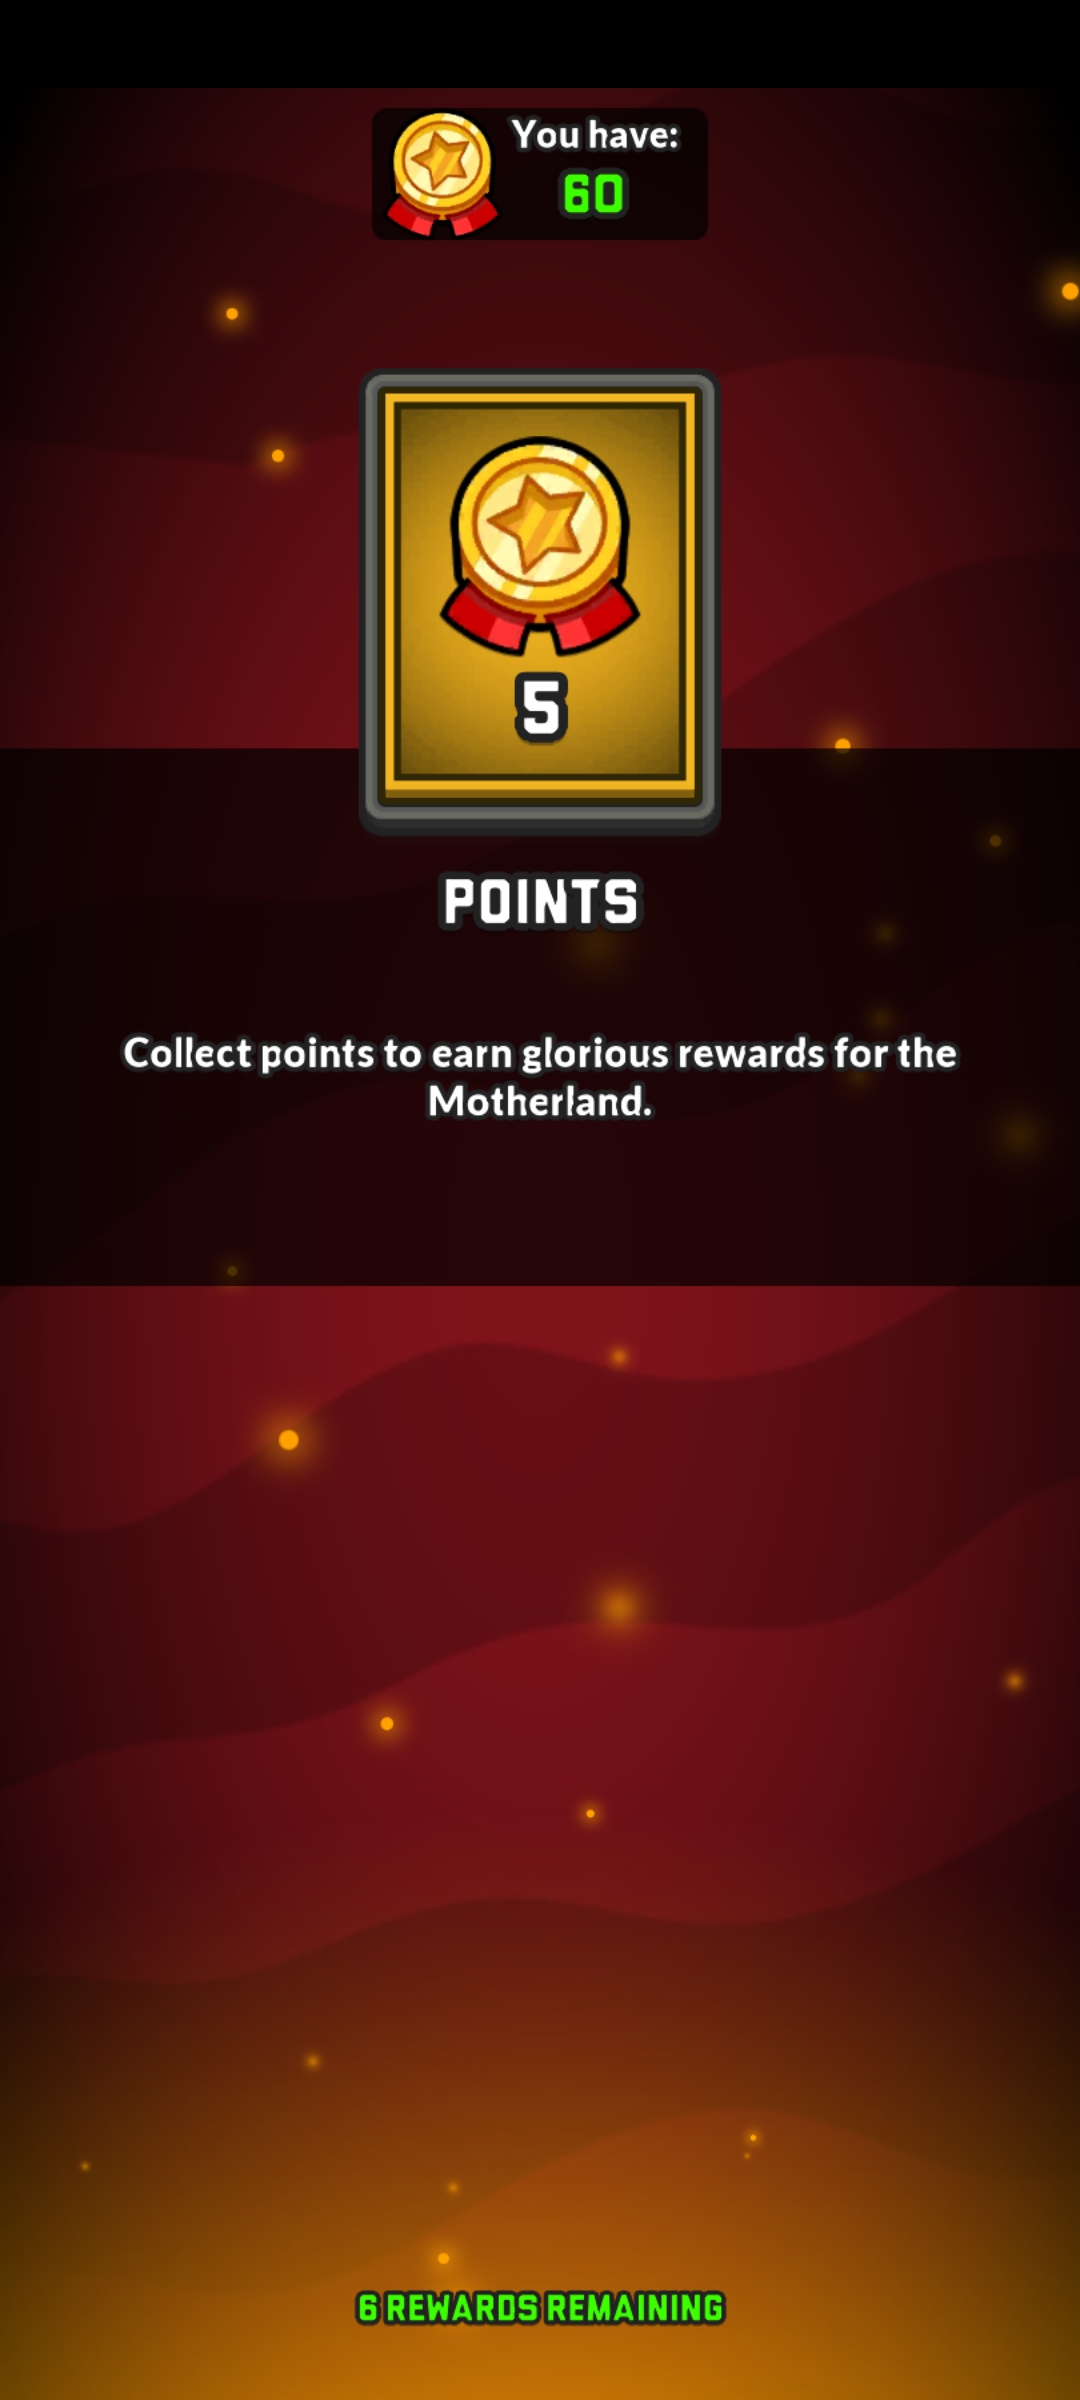 You have:
60
5
POINTS
Collect points to earn glorious rewards for the
Motherland.
6 REWARDS REMAINING